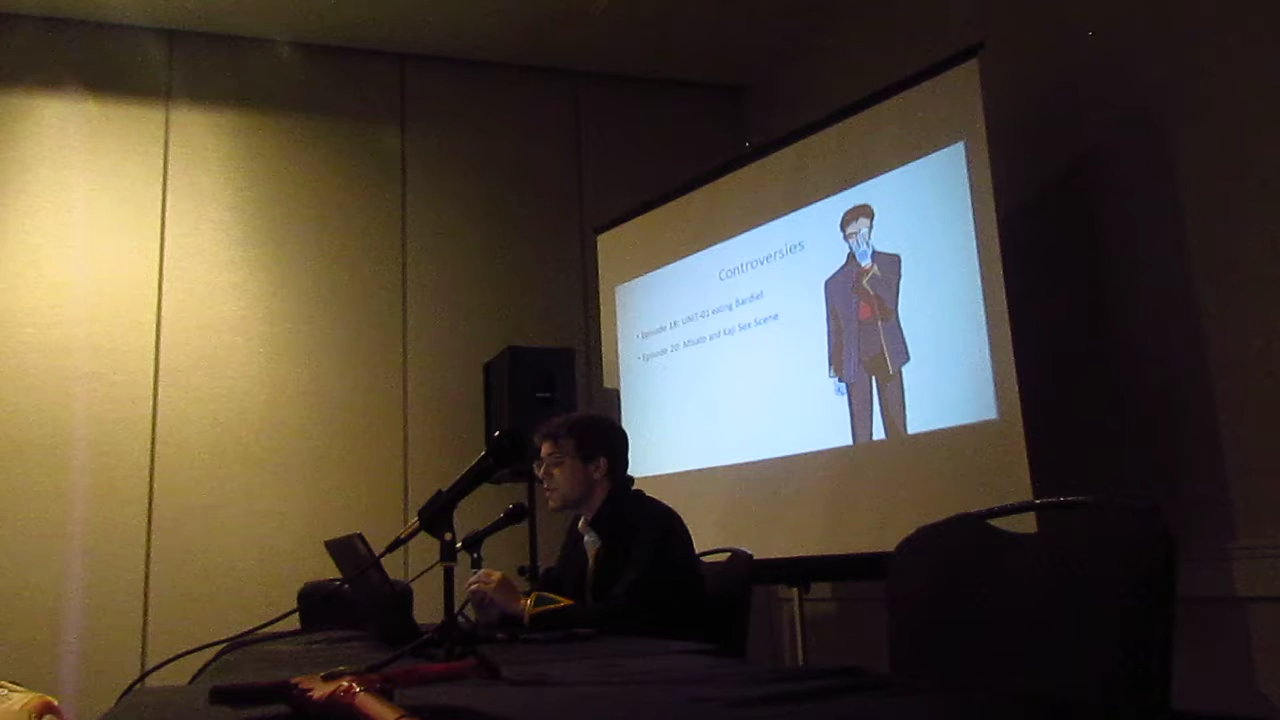 Controversies
• Episode 18: UNIT-01 eating Bardiel
• Episode 20: Misato and Kaji Sex Scene